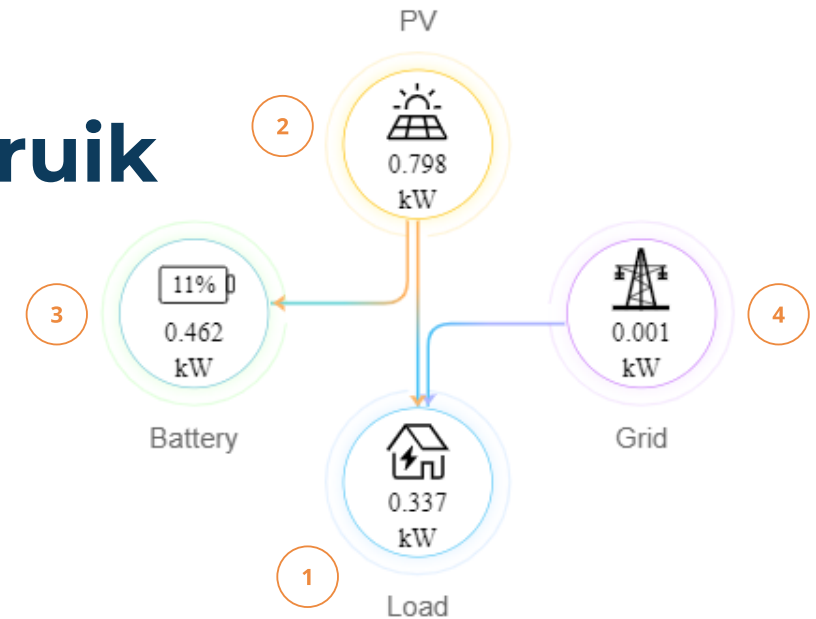 PV
2
0.798
kW
ruik
3
11%
0.462
kW
Battery
4
0.001
kW
Grid
0.337
kW
1
Load